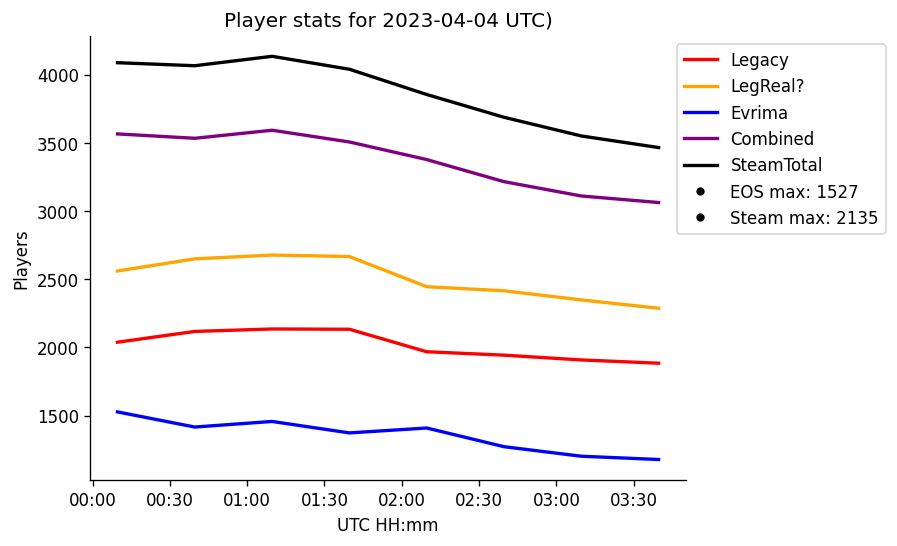 Player stats for 2023-04-04 UTC)
Legacy
LegReal?
Evrima
Combined
SteamTotal
EOS max: 1527
Steam max: 2135
Players
4000
3500
3000
2500
2000
1500
00:00 00:30 01:00 01:30 02:00 02:30 03:00 03:30
UTC HH:mm